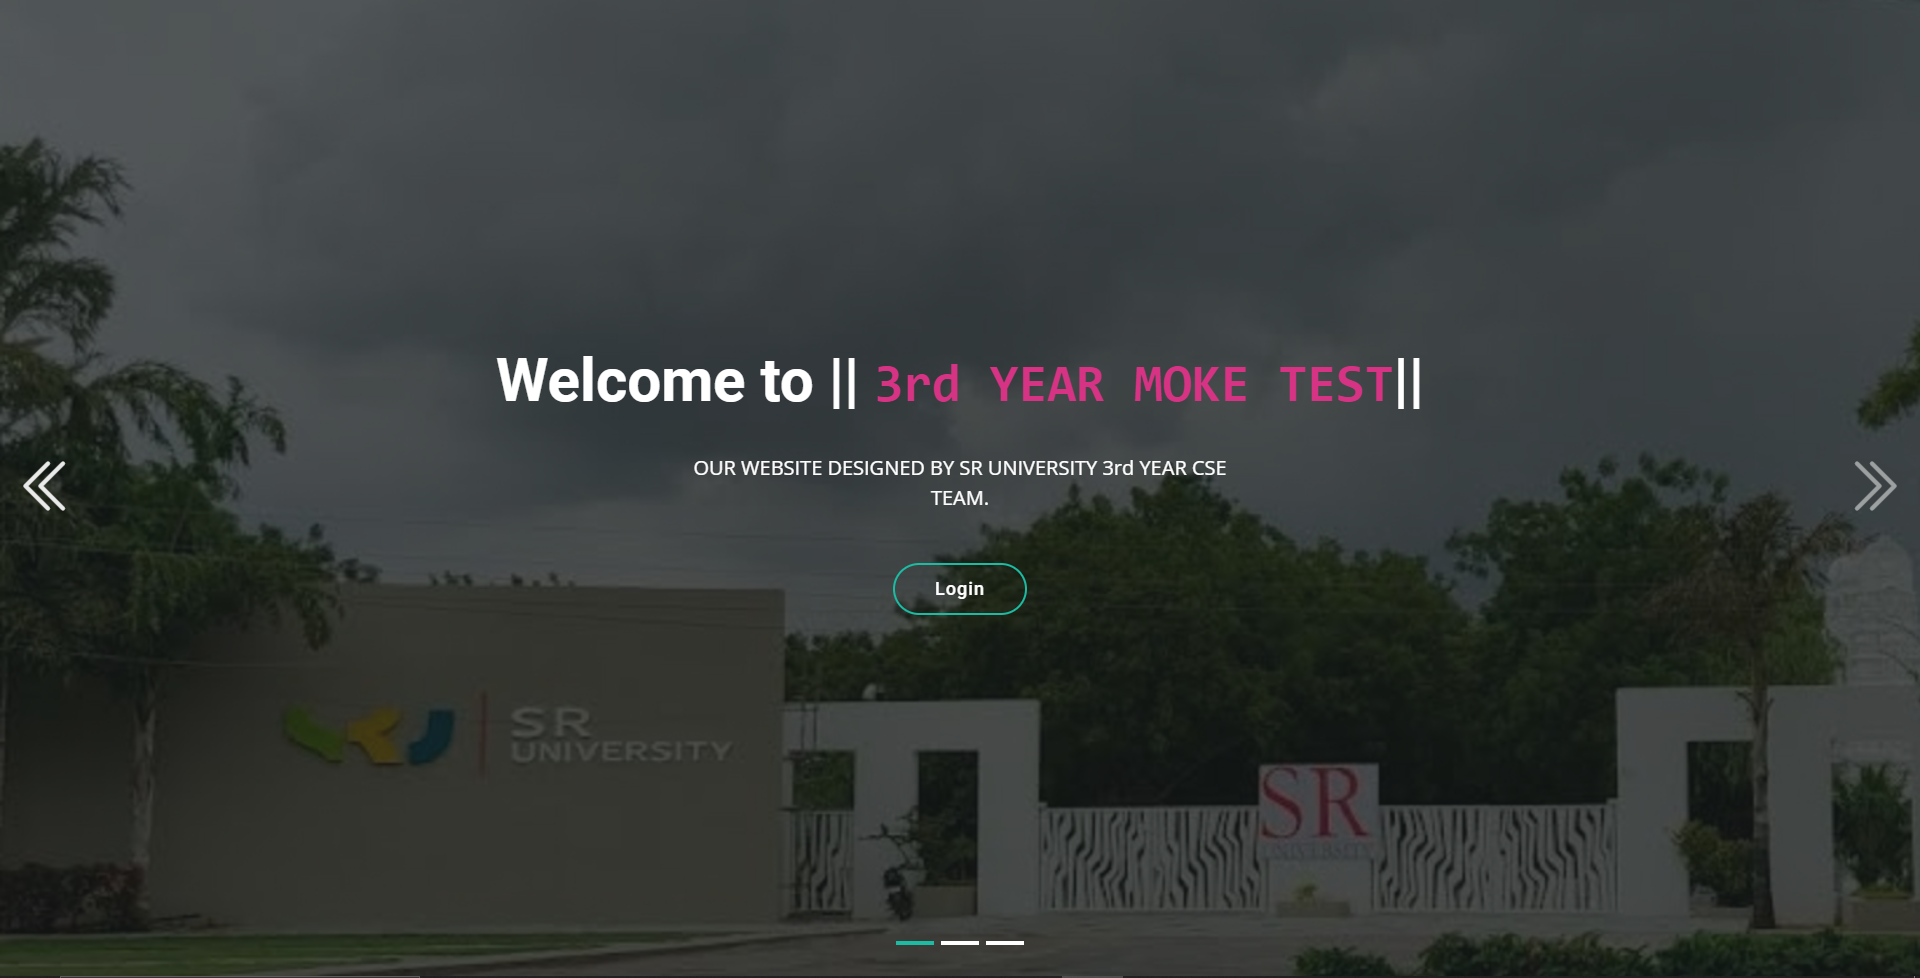 Welcome to || 3rd YEAR MOKE TEST||
OUR WEBSITE DESIGNED BY SR UNIVERSITY 3rd YEAR CSE
TEAM.
Login
SR
UNIVERSITY
SR
UNIVERSITY